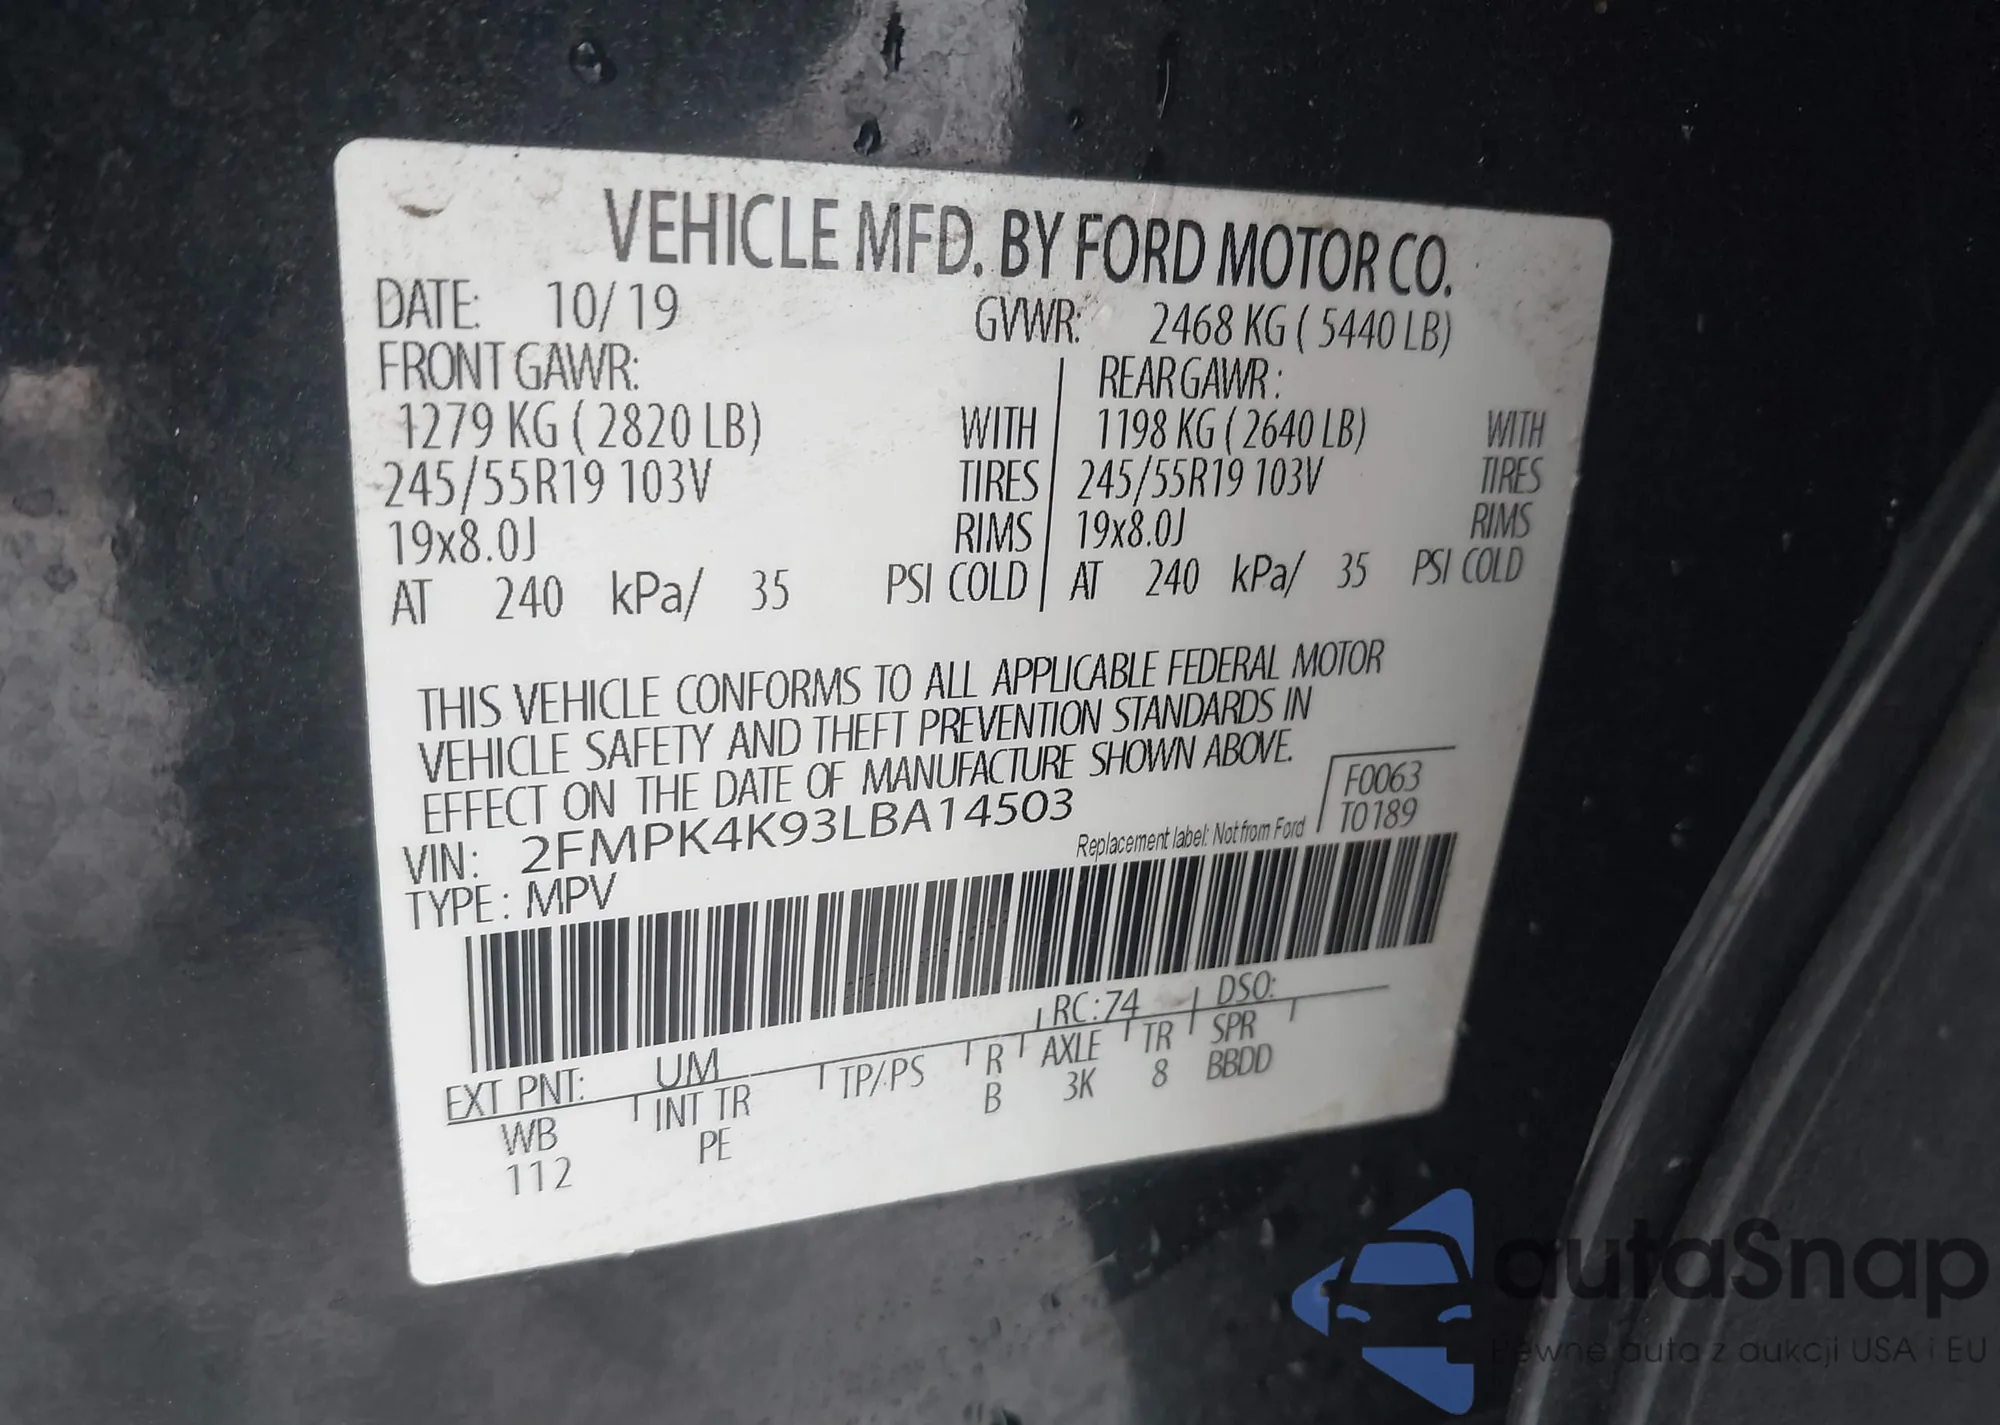 VEHICLE MFD. BY FORD MOTOR CO.
DATE: 10/19 GVWR: 2468 KG ( 5440 LB)
FRONT GAWR: REAR GAWR :
1279 KG ( 2820 LB) WITH 1198 KG ( 2640 LB) WITH
245/55R19 103V TIRES 245/55R19 103V TIRES
19x8.0J RIMS 19x8.0J RIMS
AT 240 kPa/ 35 PSI COLD AT 240 kPa/ 35 PSI COLD
THIS VEHICLE CONFORMS TO ALL APPLICABLE FEDERAL MOTOR
VEHICLE SAFETY AND THEFT PREVENTION STANDARDS IN
EFFECT ON THE DATE OF MANUFACTURE SHOWN ABOVE.
VIN: 2FMPK4K93LBA14503
F0063
T0189
Replacement label: Not from Ford
TYPE : MPV
EXT PNT: UM RC: 74 DSO:
WB INT TR TP/PS R AXLE TR SPR
112 PE B 3K 8 BBDD
autaSnap
Pewne auta z aukcji USA i EU